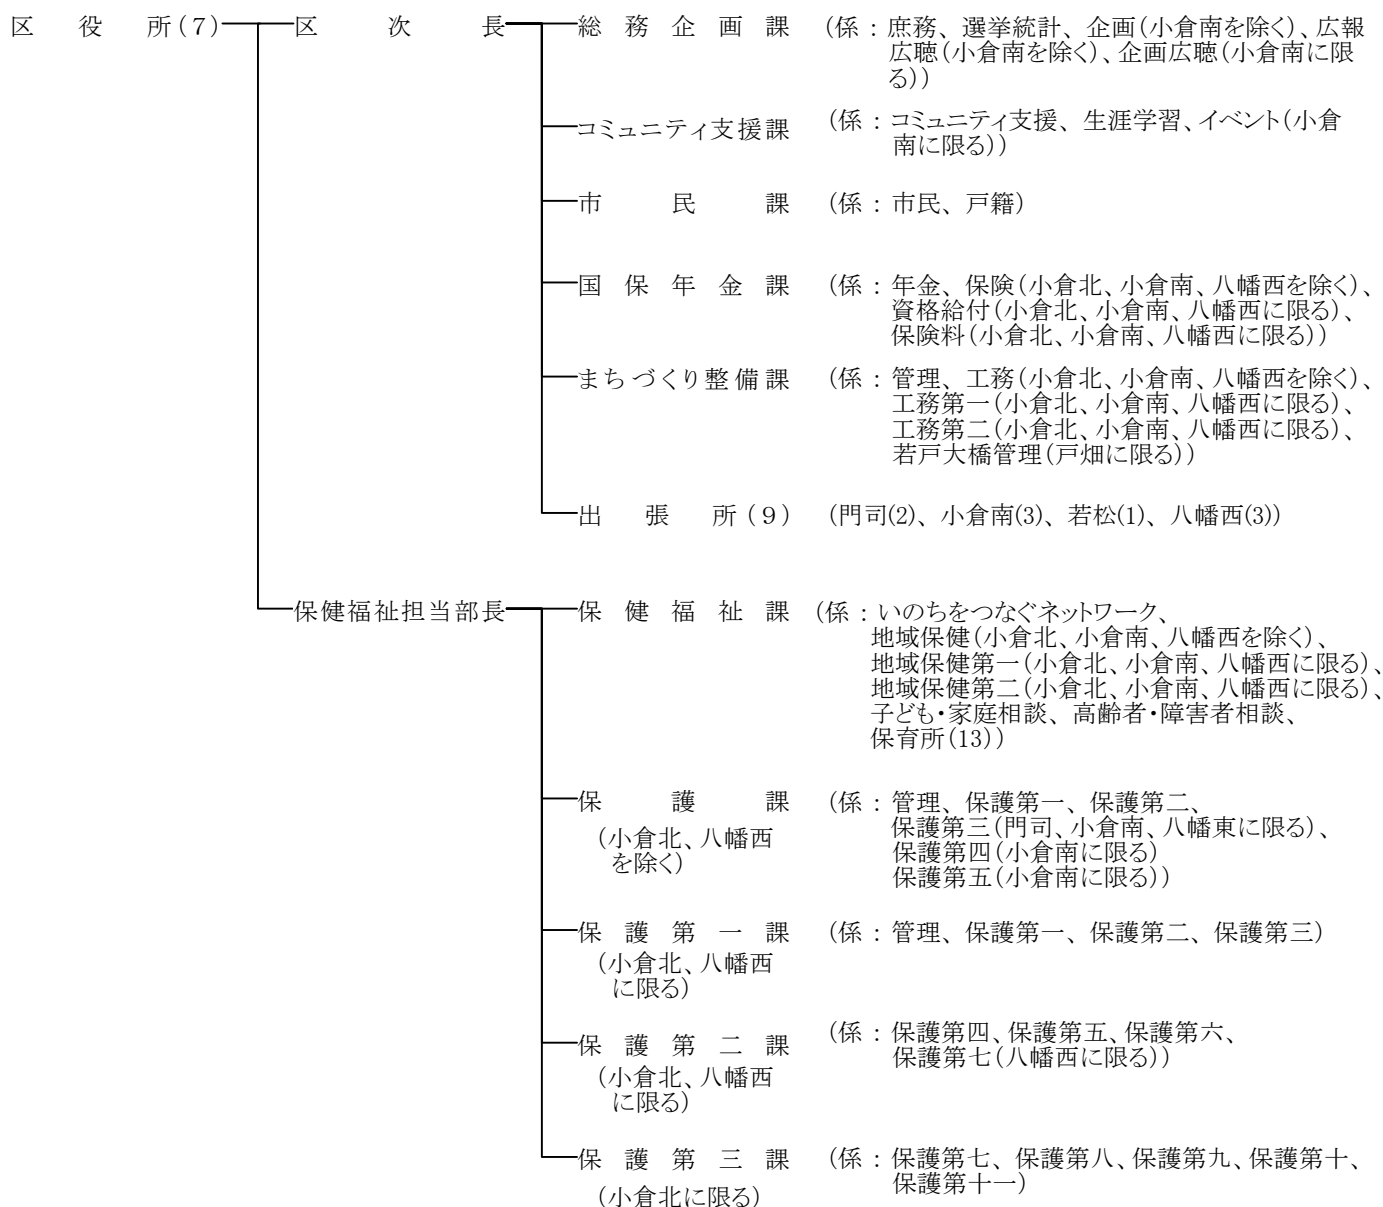 区役所(7) 区次長 総務企画課 (係：庶務、選挙統計、企画(小倉南を除く)、広報
広聴(小倉南を除く)、企画広聴(小倉南に限
る))
コミュニティ支援課 (係：コミュニティ支援、生涯学習、イベント(小倉
南に限る))
市民課 (係：市民、戸籍)
国保年金課 (係：年金、保険(小倉北、小倉南、八幡西を除く)、
資格給付(小倉北、小倉南、八幡西に限る)、
保険料(小倉北、小倉南、八幡西に限る))
まちづくり整備課 (係：管理、工務(小倉北、小倉南、八幡西を除く)、
工務第一(小倉北、小倉南、八幡西に限る)、
工務第二(小倉北、小倉南、八幡西に限る)、
若戸大橋管理(戸畑に限る))
出張所(9) (門司(2)、小倉南(3)、若松(1)、八幡西(3))
保健福祉担当部長 保健福祉課 (係：いのちをつなぐネットワーク、
地域保健(小倉北、小倉南、八幡西を除く)、
地域保健第一(小倉北、小倉南、八幡西に限る)、
地域保健第二(小倉北、小倉南、八幡西に限る)、
子ども・家庭相談、高齢者・障害者相談、
保育所(13))
保護課 (係：管理、保護第一、保護第二、
(小倉北、八幡西
を除く)
保護第三(門司、小倉南、八幡東に限る)、
保護第四(小倉南に限る)
保護第五(小倉南に限る))
保護第一課 (係：管理、保護第一、保護第二、保護第三)
(小倉北、八幡西
に限る)
保護第二課 (係：保護第四、保護第五、保護第六、
保護第七(八幡西に限る))
(小倉北、八幡西
に限る)
保護第三課 (係：保護第七、保護第八、保護第九、保護第十、
保護第十一)
(小倉北に限る)